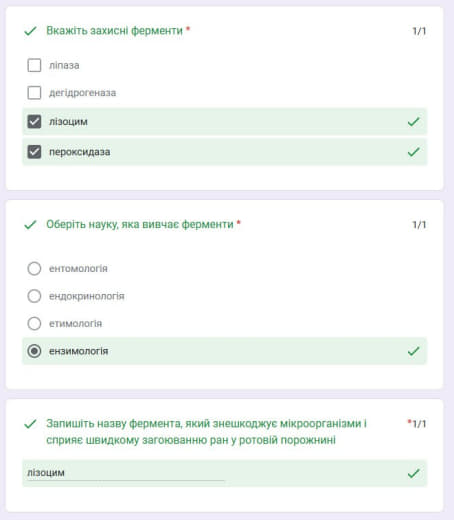 Вкажіть захисні ферменти * 1/1
ліпаза
дегідрогеназа
лізоцим
пероксидаза
Оберіть науку, яка вивчає ферменти * 1/1
ентомологія
ендокринологія
етимологія
ензимологія
Запишіть назву фермента, який знешкоджує мікроорганізми і *1/1
сприяє швидкому загоюванню ран у ротовій порожнині
лізоцим